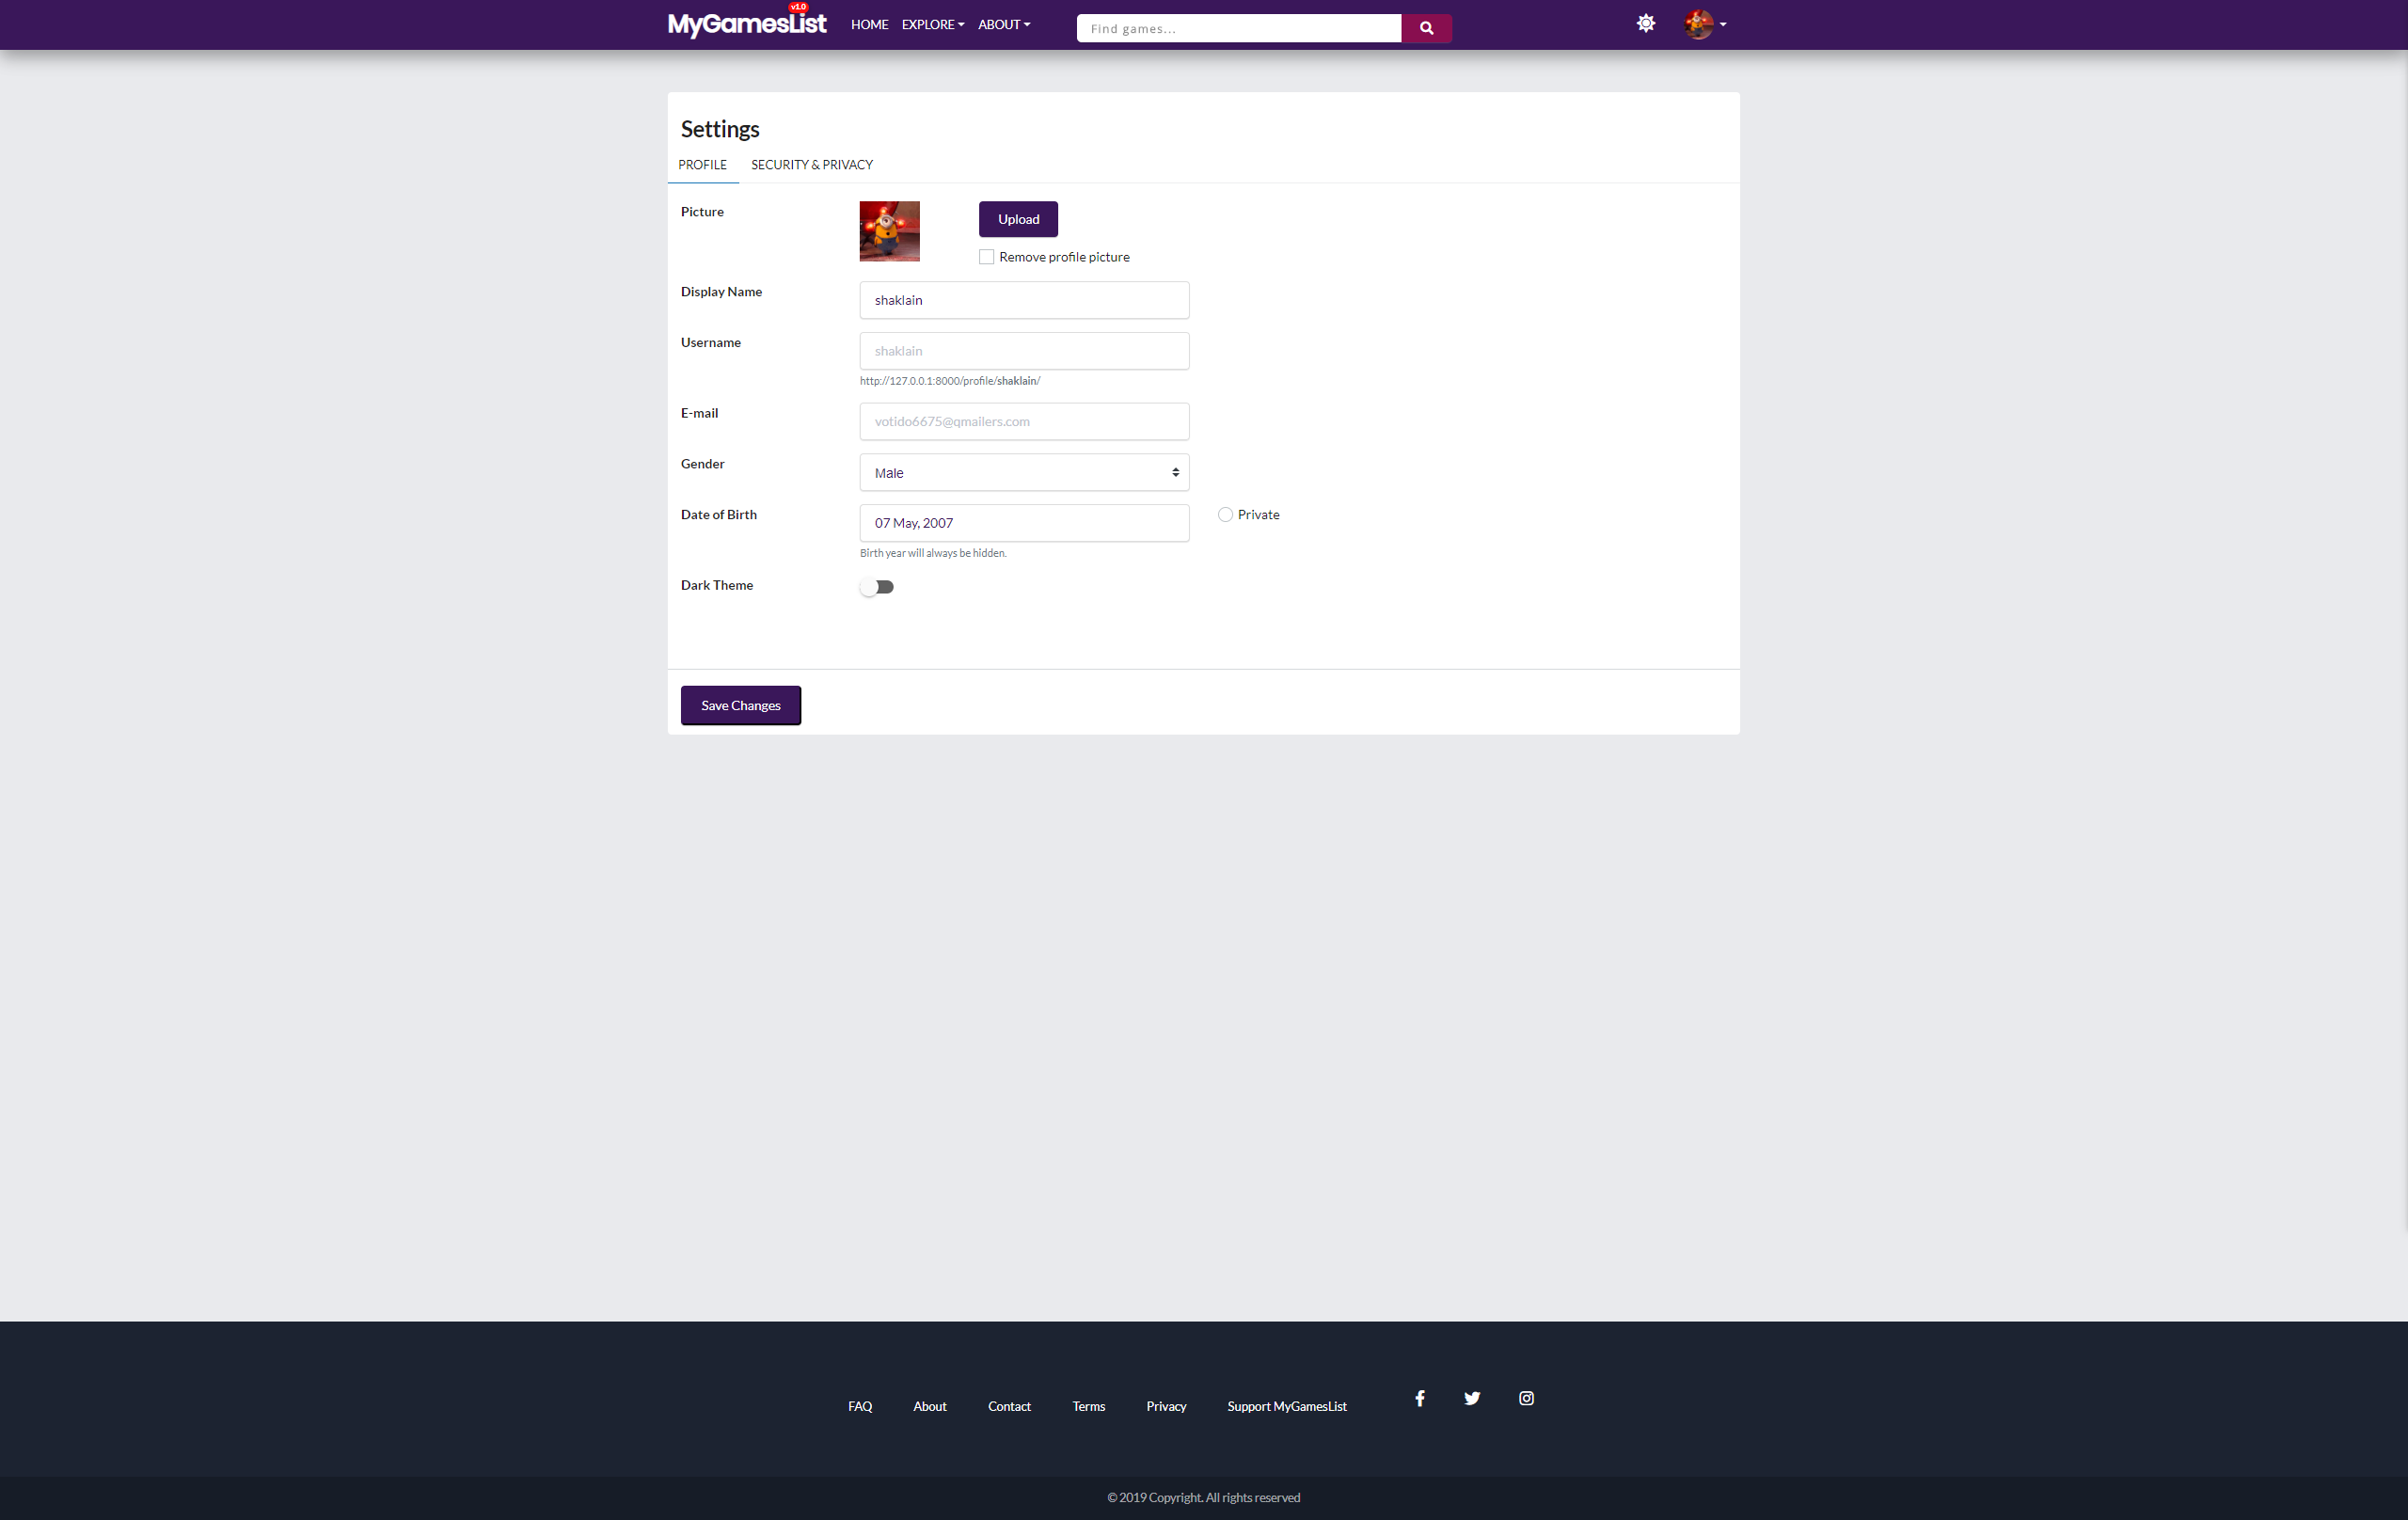 v1.0
MyGamesList HOME EXPLORE ABOUT Find games...
Settings
PROFILE SECURITY & PRIVACY
Picture
Upload
Remove profile picture
Display Name
shaklain
Username
shaklain
http://127.0.0.1:8000/profile/shaklain/
E-mail
votido6675@qmailers.com
Gender
Male
Date of Birth
07 May, 2007
Private
Birth year will always be hidden.
Dark Theme
Save Changes
FAQ About Contact Terms Privacy Support MyGamesList
© 2019 Copyright. All rights reserved